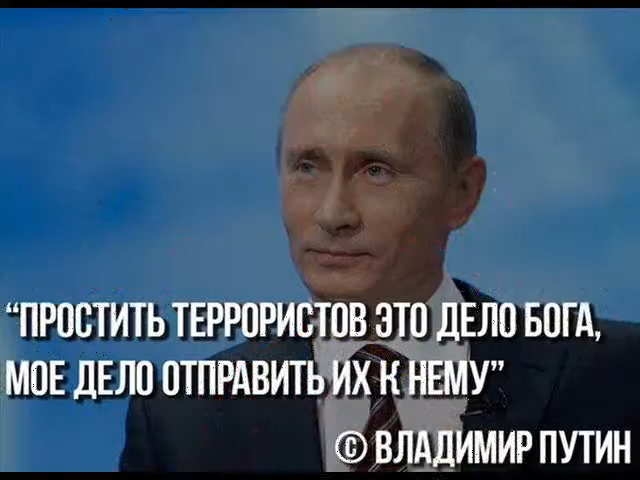 “ПРОСТИТЬ ТЕРРОРИСТОВ ЭТО ДЕЛО БОГА,
МОЕ ДЕЛО ОТПРАВИТЬ ИХ К НЕМУ”
© ВЛАДИМИР ПУТИН